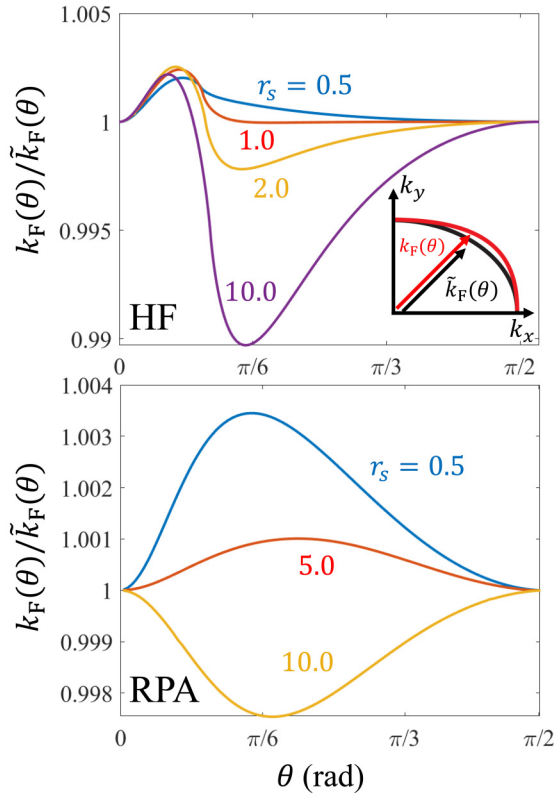 1.005
1
0.995
0.99
k_F(θ)/k̃_F(θ)
r_s = 0.5
1.0
2.0
10.0
HF
k_y
k_F(θ)
k̃_F(θ)
k_x
0
π/6
π/3
π/2
1.004
1.003
1.002
1.001
1
0.999
0.998
k_F(θ)/k̃_F(θ)
r_s = 0.5
5.0
10.0
RPA
0
π/6
π/3
π/2
θ (rad)